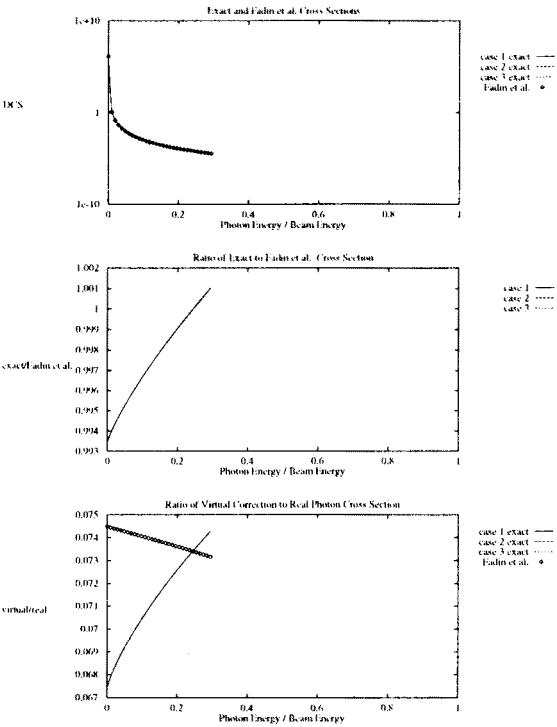 Exact and Fadin et al. Cross Sections
1e+10
1
1e-10
DCS
case 1 exact
case 2 exact
case 3 exact
Fadin et al.
0 0.2 0.4 0.6 0.8 1
Photon Energy / Beam Energy
Ratio of Exact to Fadin et al. Cross Section
1.002
1.001
1
0.999
0.998
0.997
0.996
0.995
0.994
0.993
exact/Fadin et al.
case 1
case 2
case 3
0 0.2 0.4 0.6 0.8 1
Photon Energy / Beam Energy
Ratio of Virtual Correction to Real Photon Cross Section
0.075
0.074
0.073
0.072
0.071
0.07
0.069
0.068
0.067
virtual/real
case 1 exact
case 2 exact
case 3 exact
Fadin et al.
0 0.2 0.4 0.6 0.8 1
Photon Energy / Beam Energy